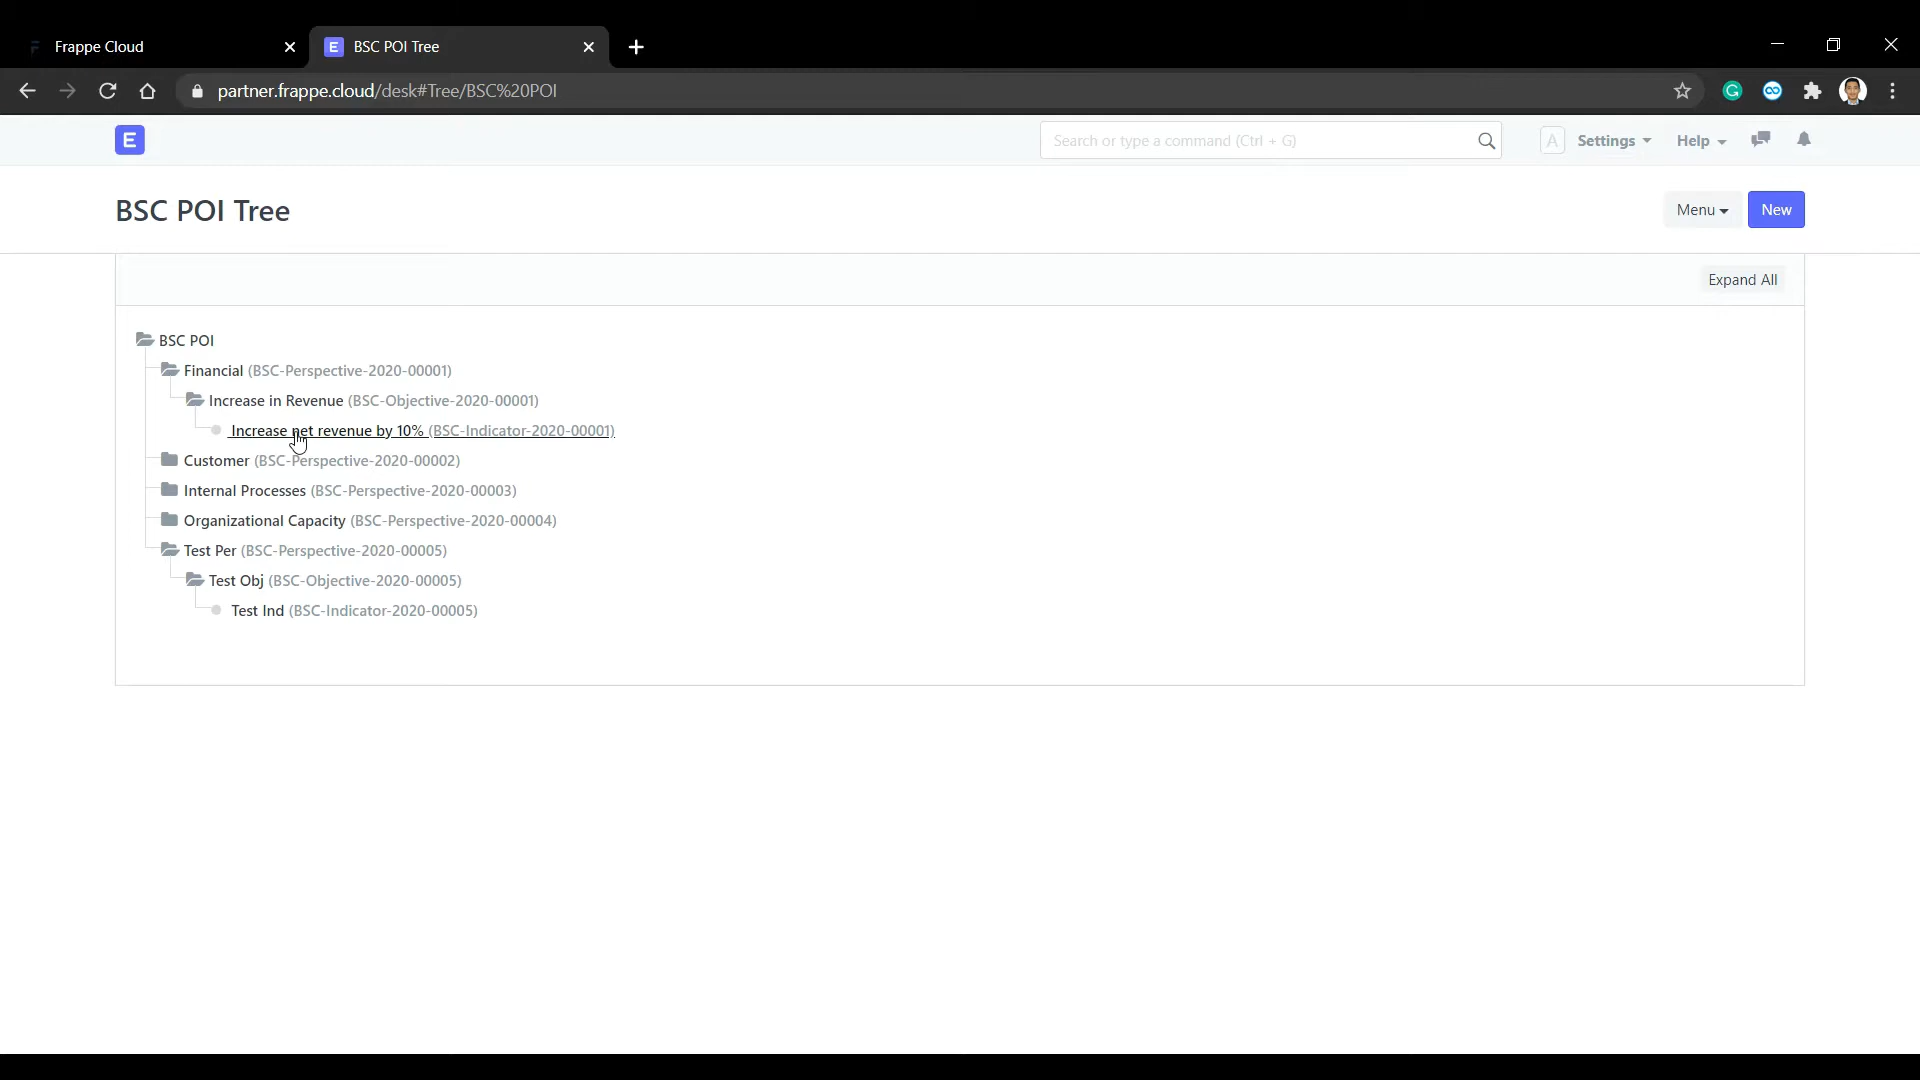 Frappe Cloud
E BSC POI Tree
partner.frappe.cloud/desk#Tree/BSC%20POI
E
Search or type a command (Ctrl + G)
A Settings Help
BSC POI Tree
Menu New
Expand All
BSC POI
Financial (BSC-Perspective-2020-00001)
Increase in Revenue (BSC-Objective-2020-00001)
Increase net revenue by 10% (BSC-Indicator-2020-00001)
Customer (BSC-Perspective-2020-00002)
Internal Processes (BSC-Perspective-2020-00003)
Organizational Capacity (BSC-Perspective-2020-00004)
Test Per (BSC-Perspective-2020-00005)
Test Obj (BSC-Objective-2020-00005)
Test Ind (BSC-Indicator-2020-00005)